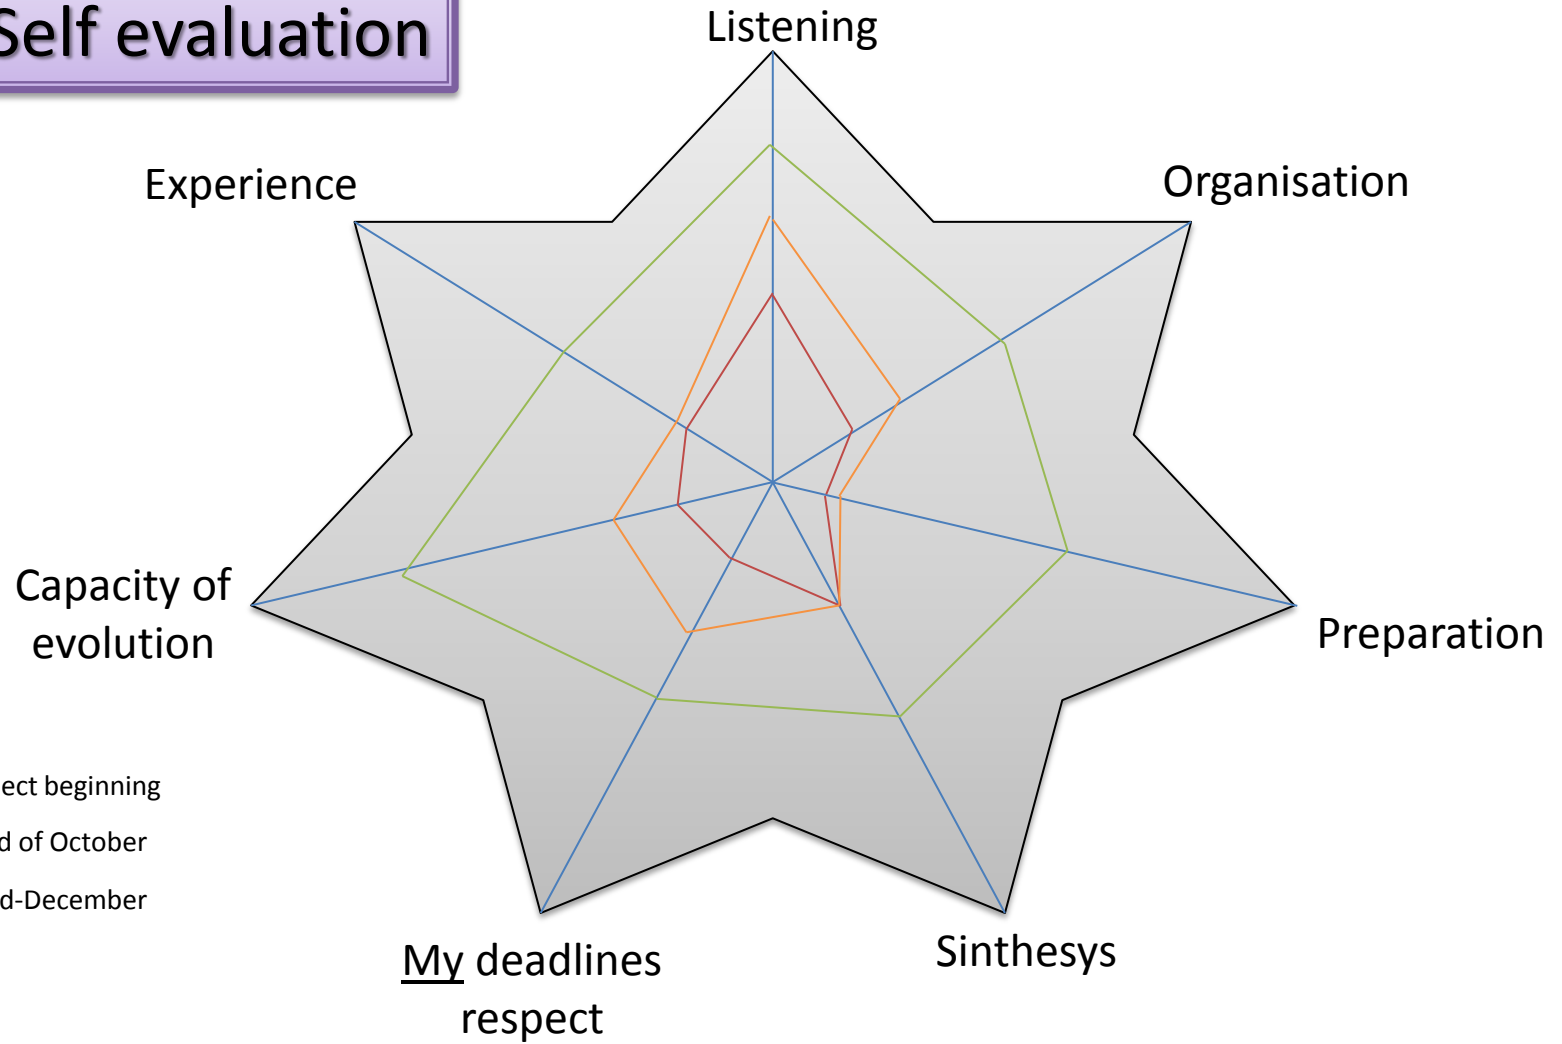 Self evaluation
Listening
Experience
Organisation
Capacity of
evolution
Preparation
ect beginning
d of October
d-December
My deadlines
respect
Sinthesys